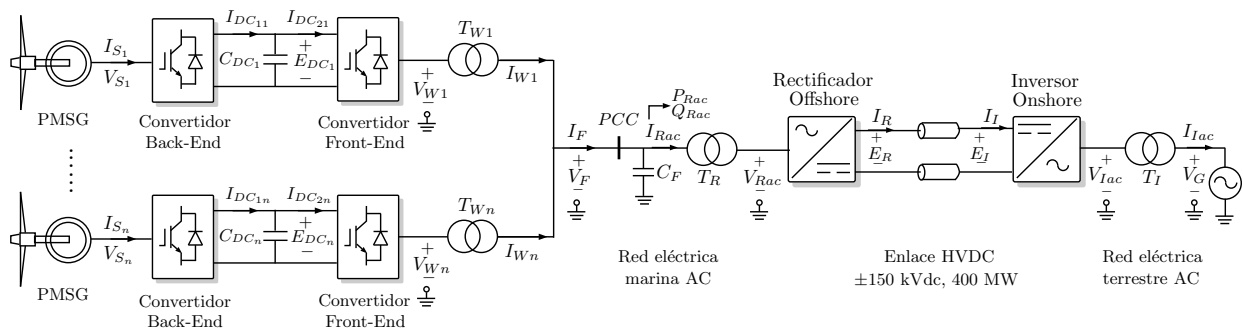 I_{S_1}
V_{S_1}
PMSG
Convertidor
Back-End
I_{DC_{11}}
I_{DC_{21}}
C_{DC_1}
+
E_{DC_1}
−
Convertidor
Front-End
+
V_{W1}
−
T_{W1}
I_{W1}
I_{S_n}
V_{S_n}
PMSG
Convertidor
Back-End
I_{DC_{1n}}
I_{DC_{2n}}
C_{DC_n}
+
E_{DC_n}
−
Convertidor
Front-End
+
V_{Wn}
−
T_{Wn}
I_{Wn}
I_F
+
V_F
−
PCC
P_{Rac}
Q_{Rac}
I_{Rac}
C_F
T_R
+
V_{Rac}
−
Red eléctrica
marina AC
Rectificador
Offshore
I_R
+
E_R
−
I_I
+
E_I
−
Enlace HVDC
±150 kVdc, 400 MW
Inversor
Onshore
+
V_{Iac}
−
T_I
I_{Iac}
+
V_G
−
Red eléctrica
terrestre AC